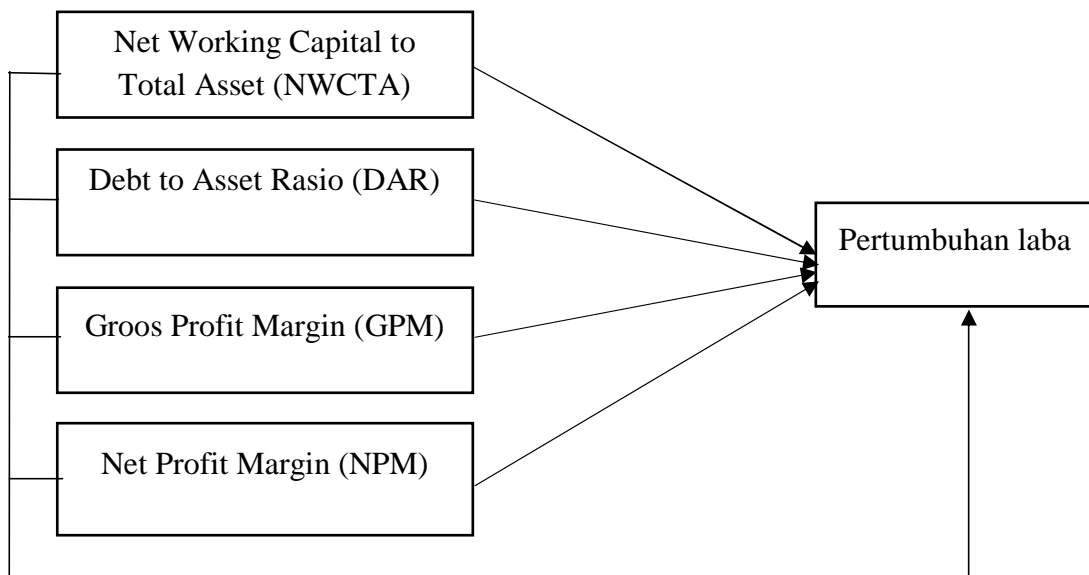 Net Working Capital to
Total Asset (NWCTA)
Debt to Asset Rasio (DAR)
Groos Profit Margin (GPM)
Net Profit Margin (NPM)
Pertumbuhan laba